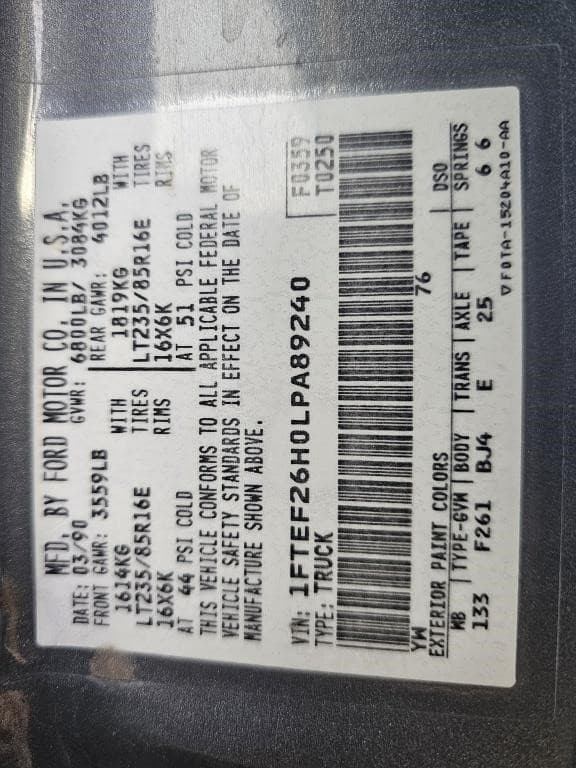 MFD. BY FORD MOTOR CO. IN U.S.A.
DATE: 03/90 GVWR: 6800LB/ 3084KG
FRONT GAWR: 3559LB REAR GAWR: 4012LB
1614KG WITH 1819KG WITH
LT235/85R16E TIRES LT235/85R16E TIRES
16X6K RIMS 16X6K RIMS
AT 44 PSI COLD AT 51 PSI COLD
THIS VEHICLE CONFORMS TO ALL APPLICABLE FEDERAL MOTOR
VEHICLE SAFETY STANDARDS IN EFFECT ON THE DATE OF
MANUFACTURE SHOWN ABOVE.
F0359
VIN: 1FTEF26H0LPA89240
TYPE: TRUCK T0250
YW 76
EXTERIOR PAINT COLORS DSO
WB TYPE-GVM BODY TRANS AXLE TAPE SPRINGS
133 F261 BJ4 E 25 6 6
F0TA-15204A10-AA